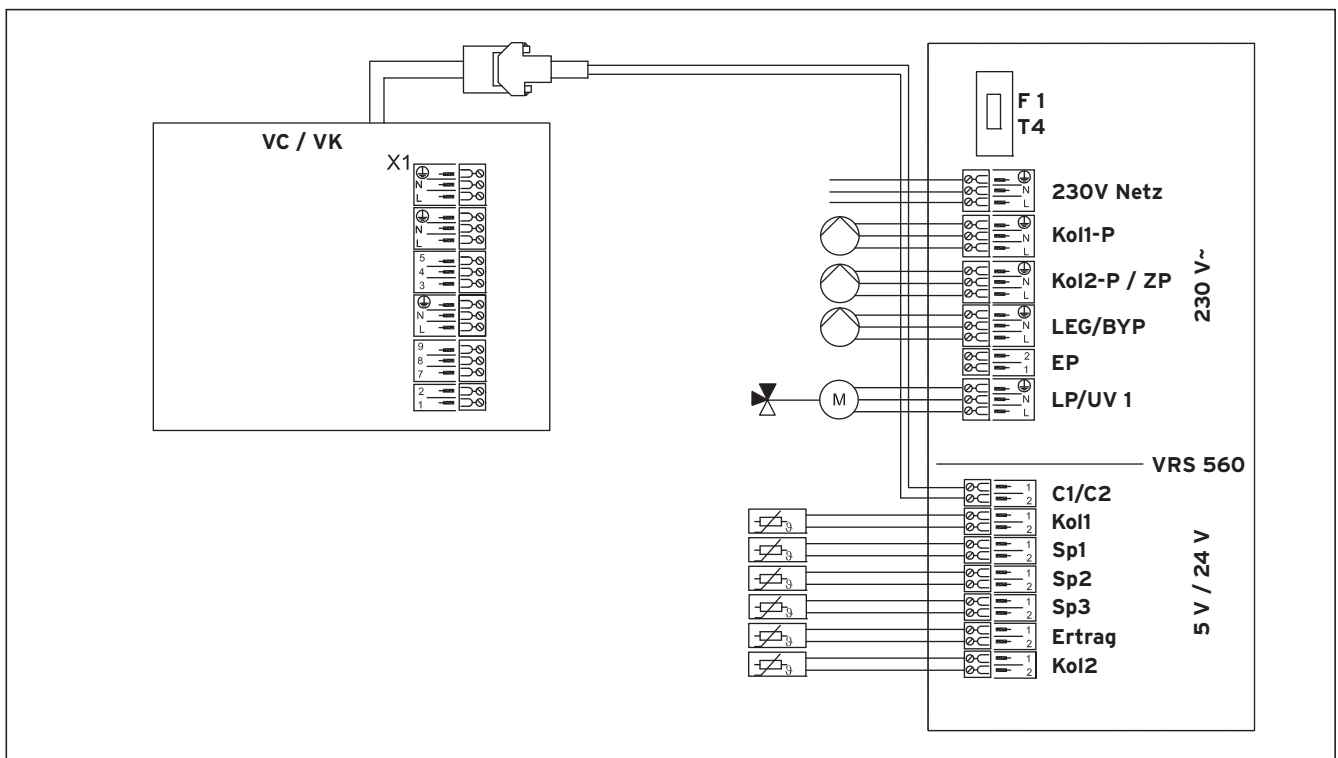 VC / VK
X1
N
L
N
L
5
4
3
N
L
9
8
7
2
1
F 1
T4
N
L
230V Netz
N
L
Kol1-P
N
L
Kol2-P / ZP
N
L
LEG/BYP
2
1
EP
M
N
L
LP/UV 1
230 V~
VRS 560
1
2
C1/C2
ϑ
1
2
Kol1
ϑ
1
2
Sp1
ϑ
1
2
Sp2
ϑ
1
2
Sp3
ϑ
1
2
Ertrag
ϑ
1
2
Kol2
5 V / 24 V